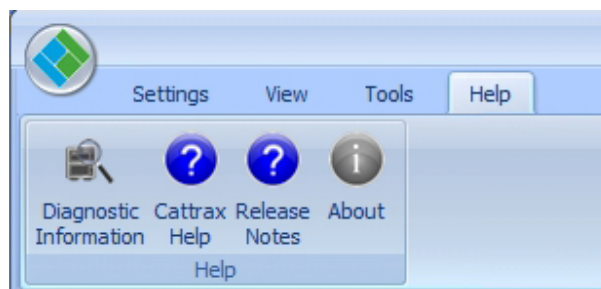 Settings View Tools Help
Diagnostic Information
Cattrax Help
Release Notes
About
Help